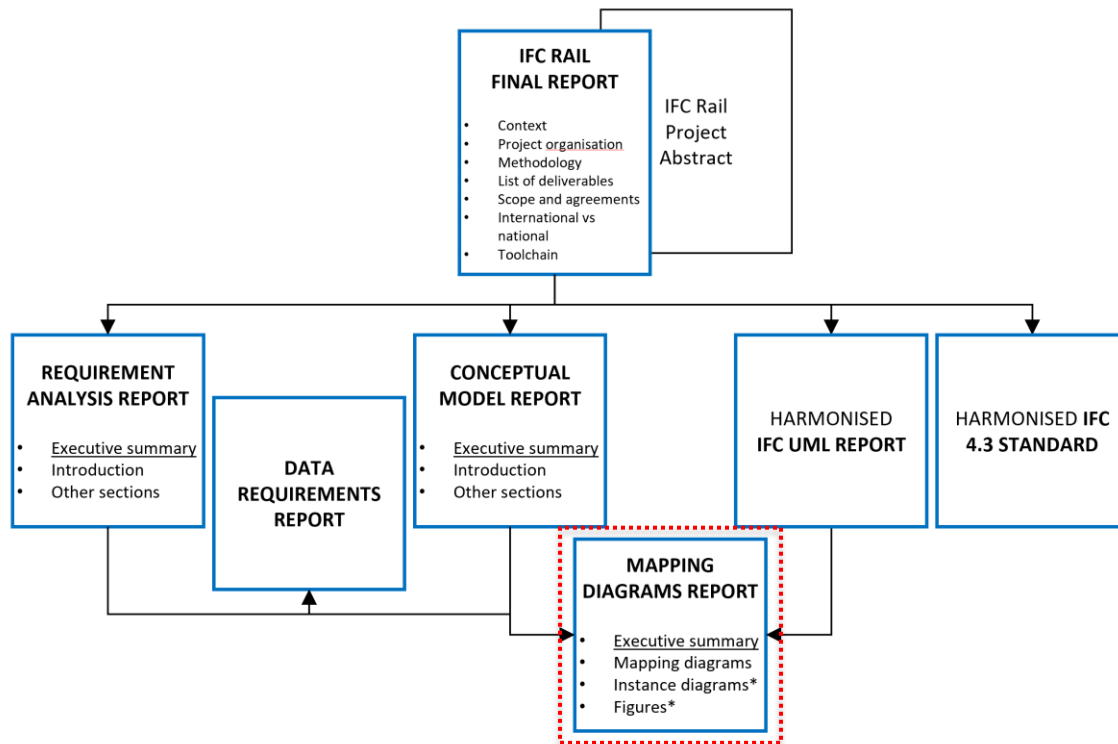 IFC RAIL
FINAL REPORT
• Context
• Project organisation
• Methodology
• List of deliverables
• Scope and agreements
• International vs
national
• Toolchain
IFC Rail
Project
Abstract
REQUIREMENT
ANALYSIS REPORT
• Executive summary
• Introduction
• Other sections
DATA
REQUIREMENTS
REPORT
CONCEPTUAL
MODEL REPORT
• Executive summary
• Introduction
• Other sections
HARMONISED
IFC UML REPORT
HARMONISED IFC
4.3 STANDARD
MAPPING
DIAGRAMS REPORT
• Executive summary
• Mapping diagrams
• Instance diagrams*
• Figures*